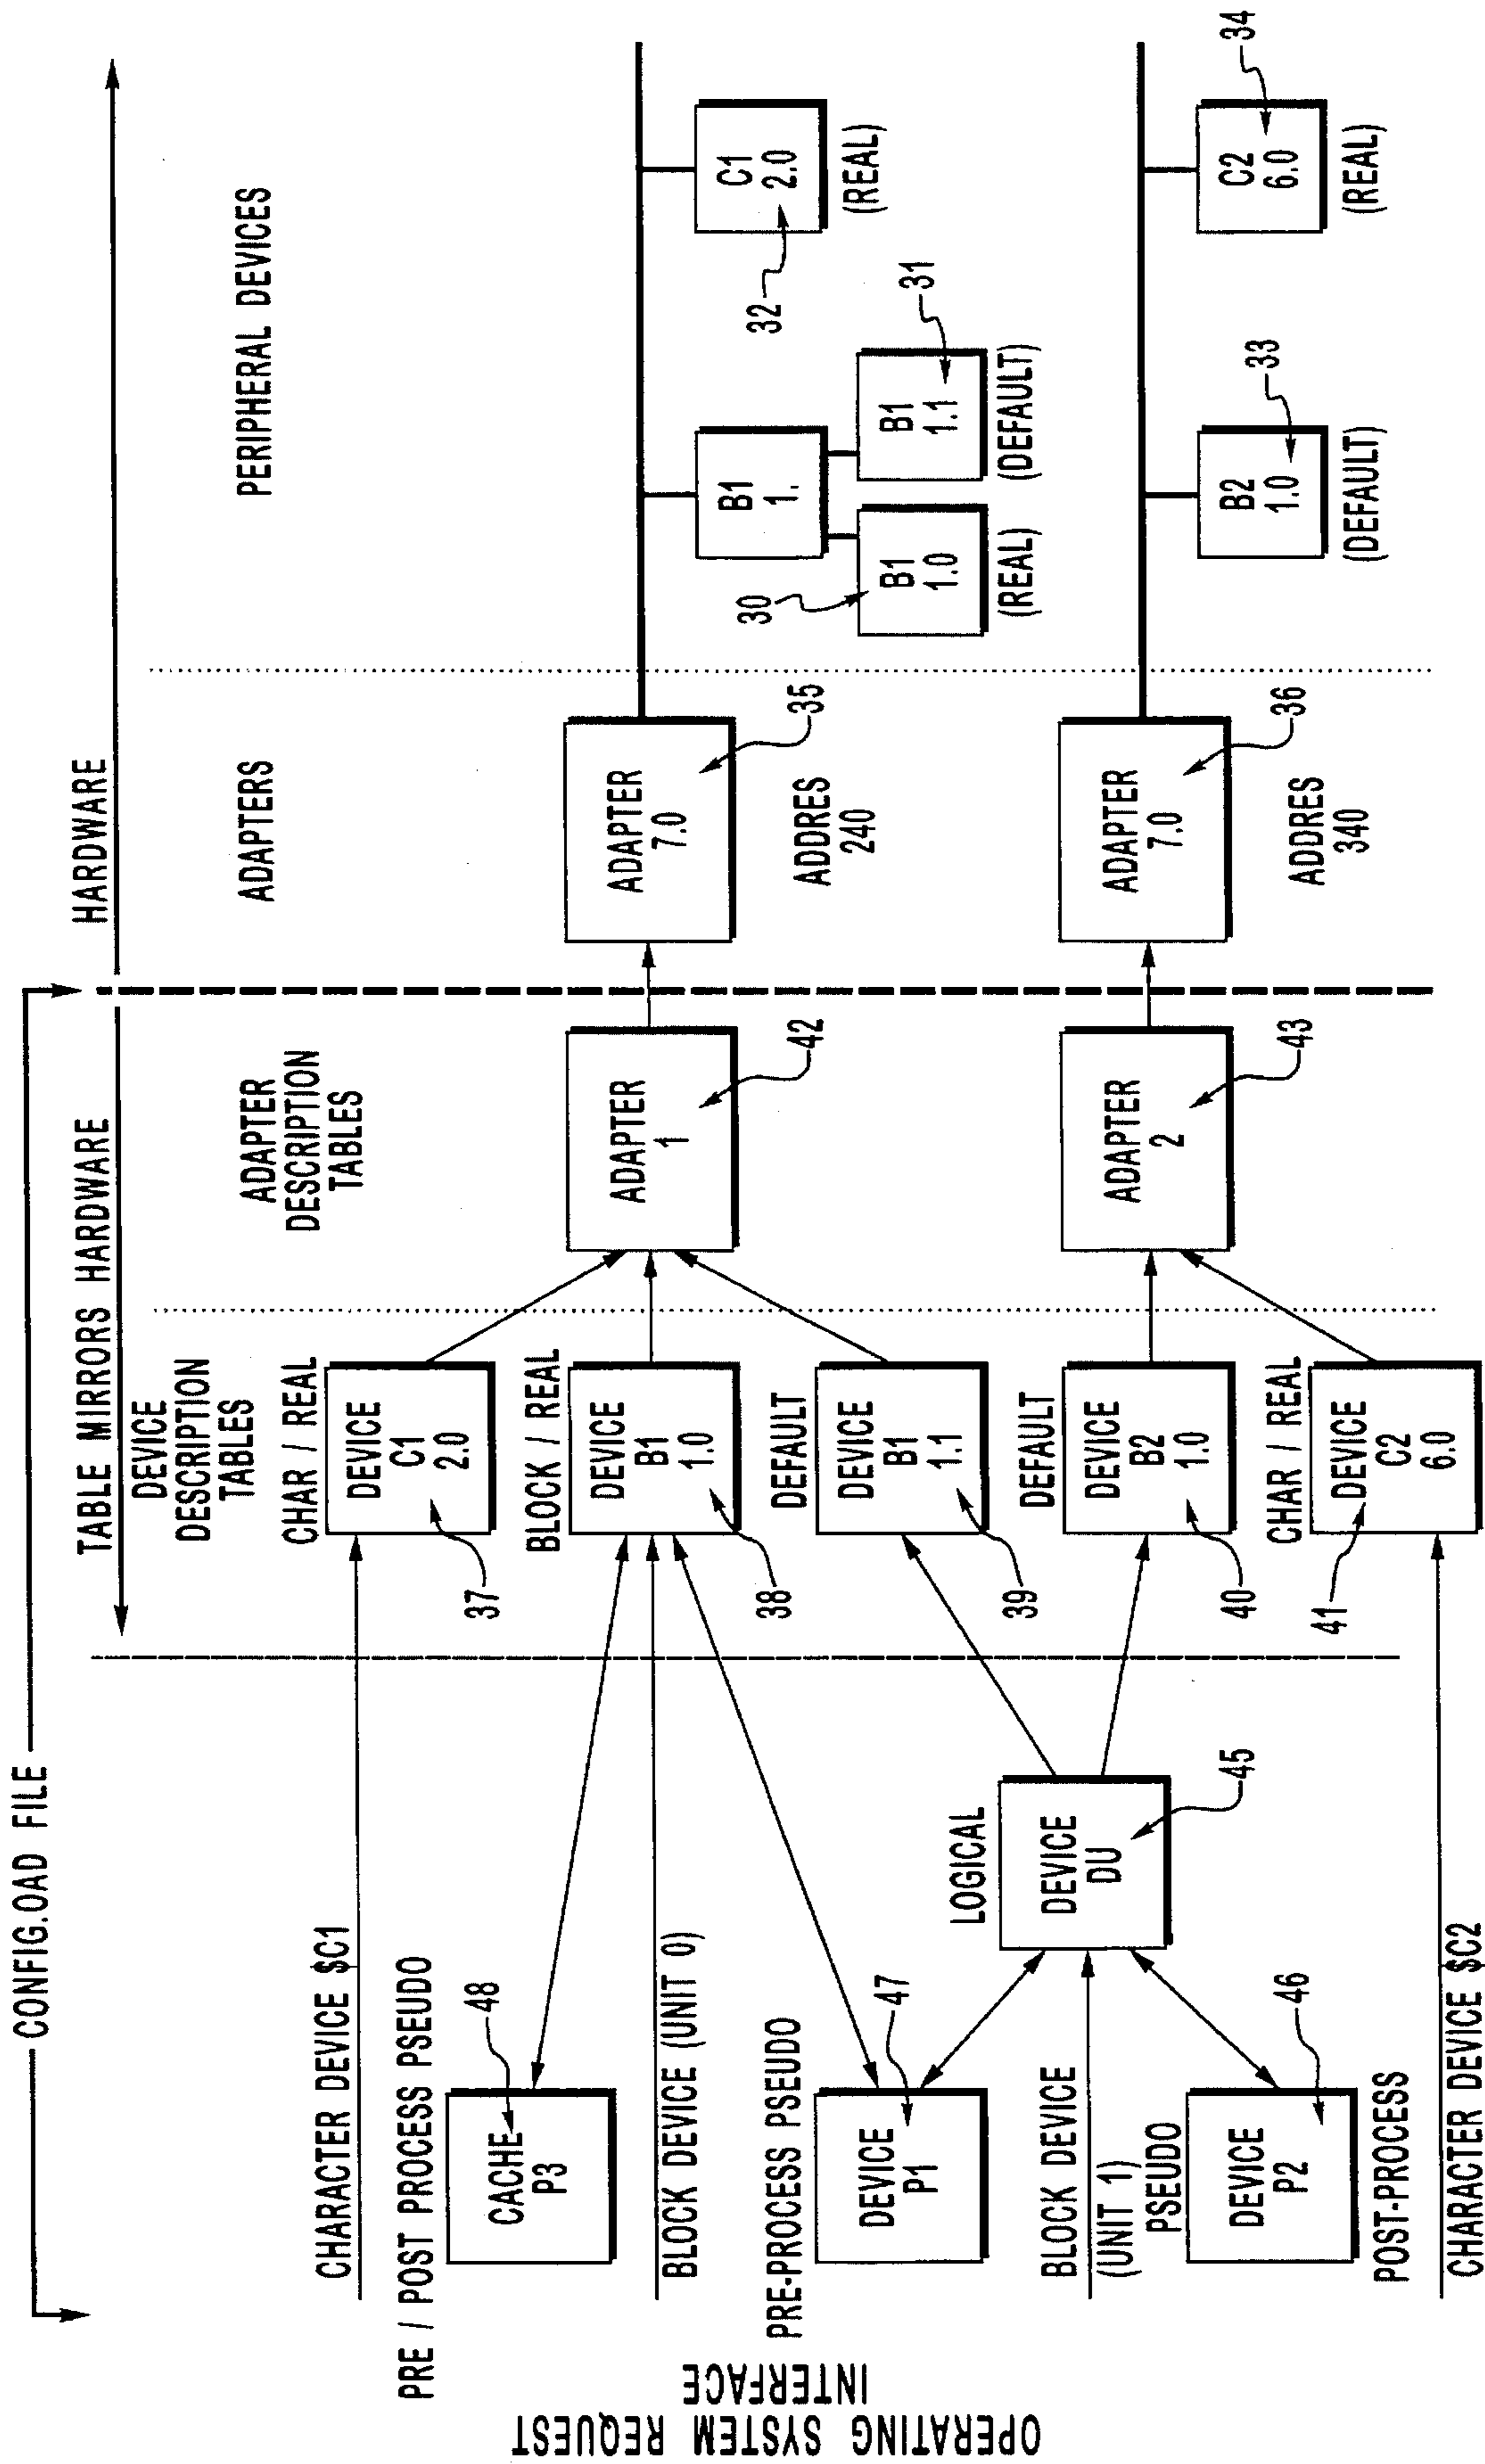 CONFIG.OAD FILE
TABLE MIRRORS HARDWARE
HARDWARE
DEVICE
DESCRIPTION
TABLES
ADAPTER
DESCRIPTION
TABLES
ADAPTERS
PERIPHERAL DEVICES
OPERATING SYSTEM REQUEST
INTERFACE
CHARACTER DEVICE $C1
PRE / POST PROCESS PSEUDO
CACHE
P3
48
BLOCK DEVICE (UNIT 0)
PRE-PROCESS PSEUDO
DEVICE
P1
47
BLOCK DEVICE
(UNIT 1)
PSEUDO
DEVICE
P2
46
POST-PROCESS
CHARACTER DEVICE $C2
LOGICAL
DEVICE
DU
45
CHAR / REAL
DEVICE
C1
2.0
37
BLOCK / REAL
DEVICE
B1
1.0
38
DEFAULT
DEVICE
B1
1.1
39
DEFAULT
DEVICE
B2
1.0
40
CHAR / REAL
DEVICE
C2
6.0
41
ADAPTER
1
42
ADAPTER
2
43
ADAPTER
7.0
35
ADDRES
240
ADAPTER
7.0
36
ADDRES
340
B1
1.
B1
1.0
30
(REAL)
B1
1.1
31
(DEFAULT)
C1
2.0
32
(REAL)
B2
1.0
33
(DEFAULT)
C2
6.0
34
(REAL)